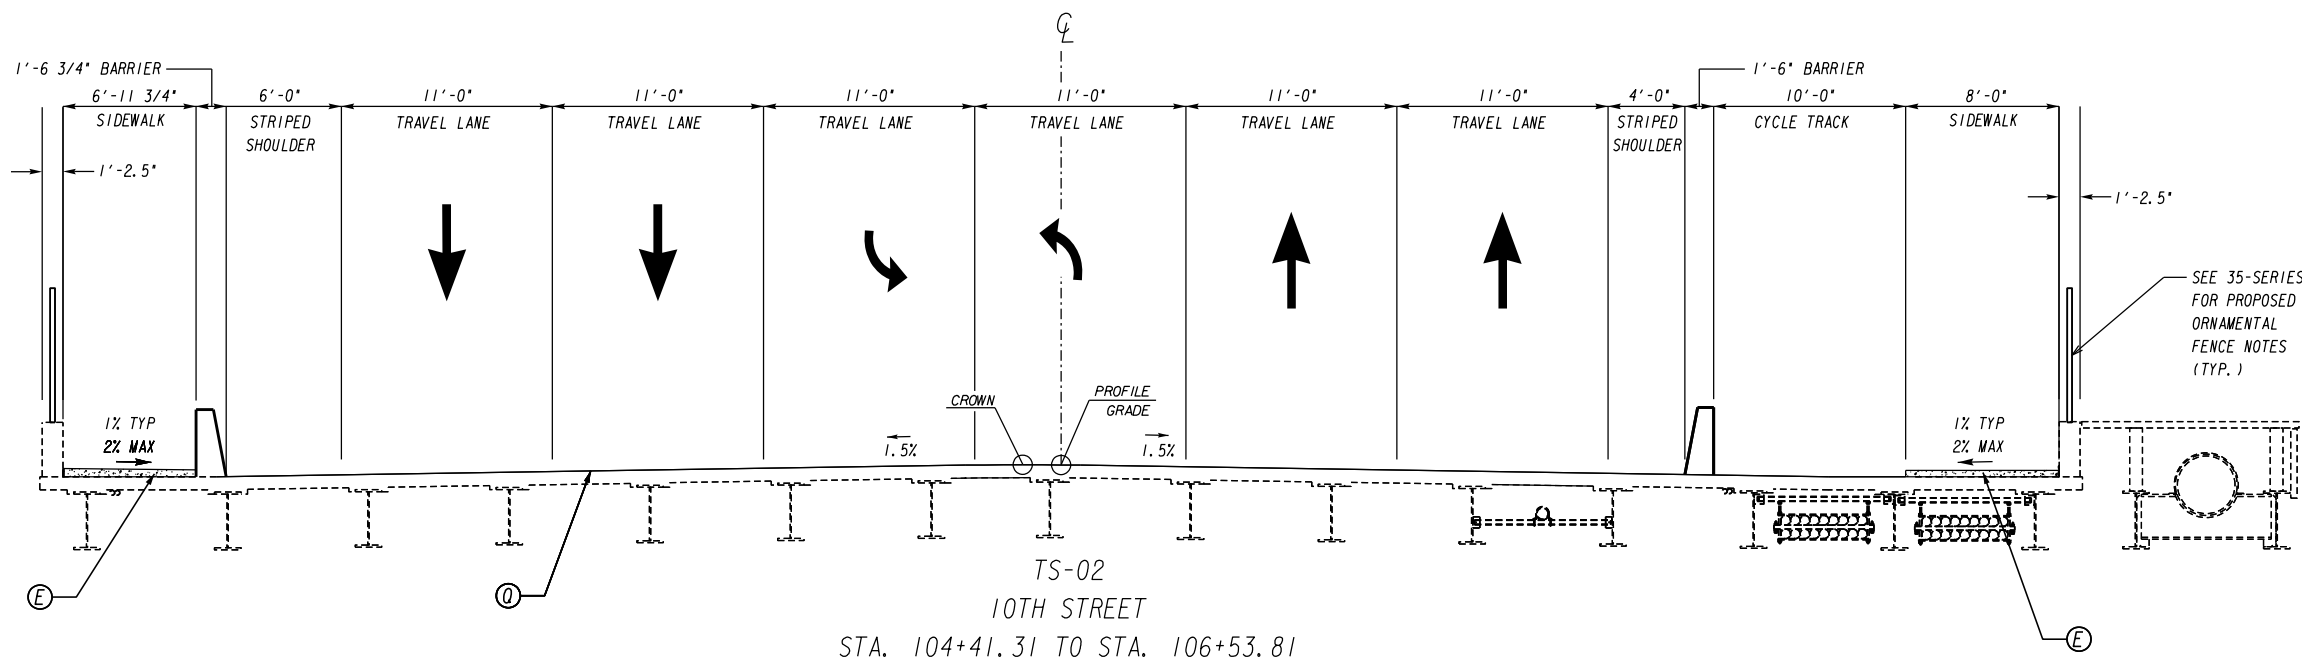 ℄
1'-6 3/4" BARRIER
1'-6" BARRIER
6'-11 3/4"
6'-0"
11'-0"
11'-0"
11'-0"
11'-0"
11'-0"
11'-0"
4'-0"
10'-0"
8'-0"
SIDEWALK
STRIPED
SHOULDER
TRAVEL LANE
TRAVEL LANE
TRAVEL LANE
TRAVEL LANE
TRAVEL LANE
TRAVEL LANE
STRIPED
SHOULDER
CYCLE TRACK
SIDEWALK
1'-2.5"
1'-2.5"
SEE 35-SERIES
FOR PROPOSED
ORNAMENTAL
FENCE NOTES
(TYP.)
CROWN
PROFILE
GRADE
1% TYP
2% MAX
1.5%
1.5%
1% TYP
2% MAX
E
Q
E
TS-02
10TH STREET
STA. 104+41.31 TO STA. 106+53.81